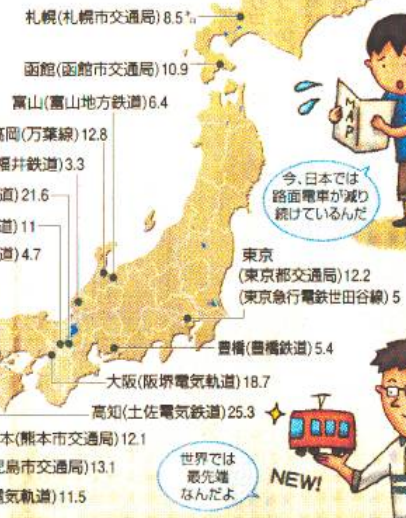 札幌(札幌市交通局)8.5㌔
函館(函館市交通局)10.9
富山(富山地方鉄道)6.4
高岡(万葉線)12.8
福井鉄道)3.3
道)21.6
道)11
道)4.7
MAP
今、日本では
路面電車が減り
続けているんだ
東京
(東京都交通局)12.2
(東京急行電鉄世田谷線)5
豊橋(豊橋鉄道)5.4
大阪(阪堺電気軌道)18.7
高知(土佐電気鉄道)25.3
本(熊本市交通局)12.1
児島市交通局)13.1
電気軌道)11.5
世界では
最先端
なんだよ
NEW!